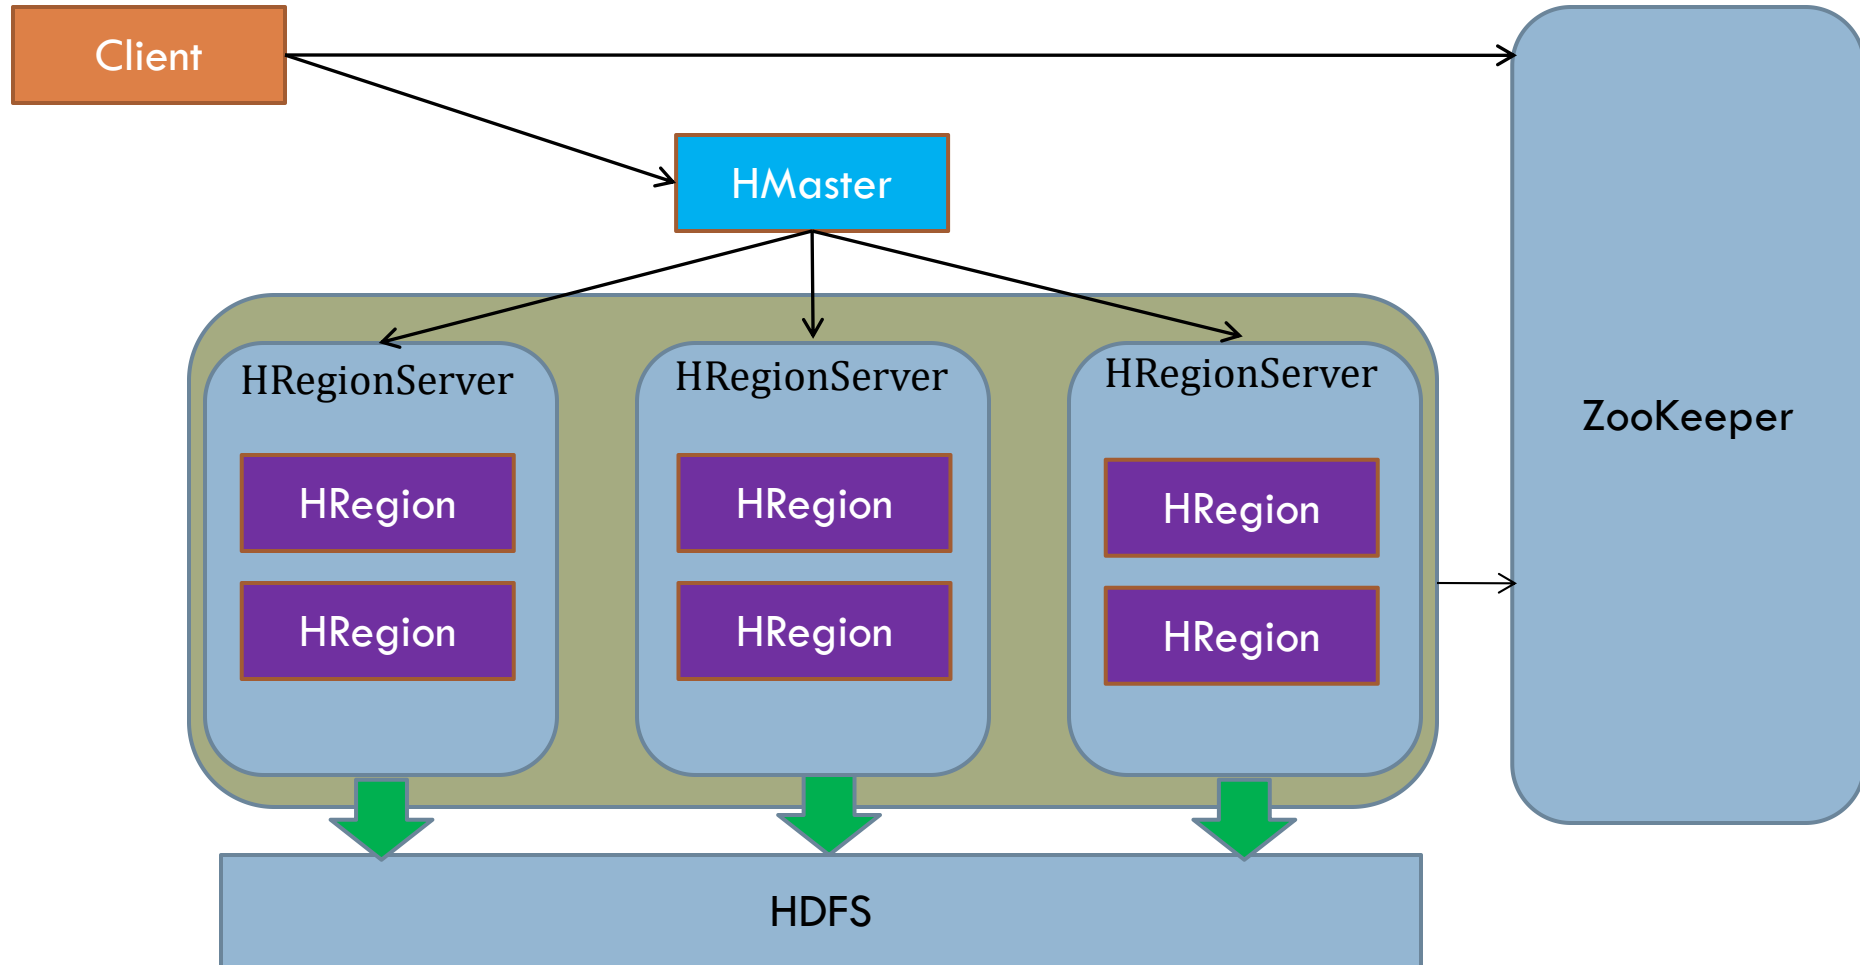 Client
HMaster
HRegionServer
HRegionServer
HRegionServer
HRegion
HRegion
HRegion
HRegion
HRegion
HRegion
ZooKeeper
HDFS